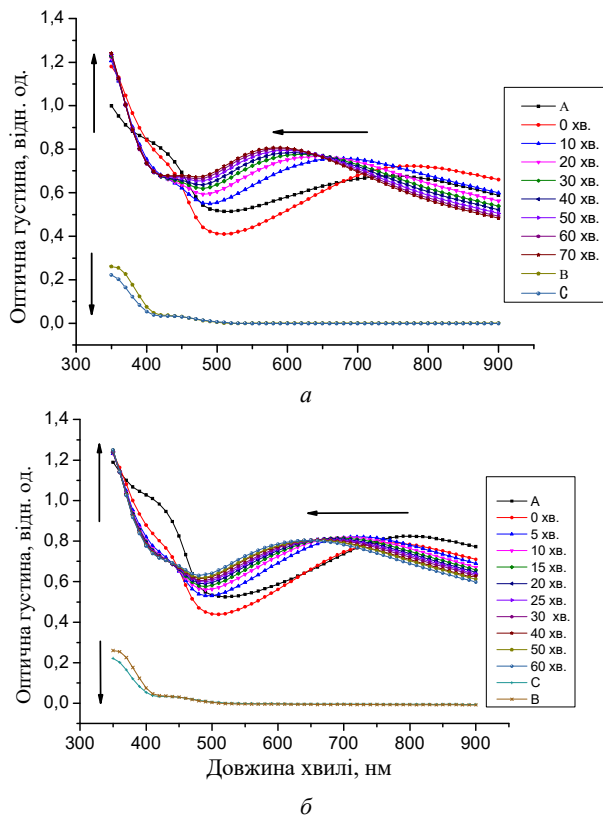 Оптична густина, відн. од.
1,4
1,2
1,0
0,8
0,6
0,4
0,2
0,0
300 400 500 600 700 800 900
А
0 хв.
10 хв.
20 хв.
30 хв.
40 хв.
50 хв.
60 хв.
70 хв.
В
С
а
Оптична густина, відн. од.
1,4
1,2
1,0
0,8
0,6
0,4
0,2
0,0
300 400 500 600 700 800 900
А
0 хв.
5 хв.
10 хв.
15 хв.
20 хв.
25 хв.
30 хв.
40 хв.
50 хв.
60 хв.
С
В
Довжина хвилі, нм
б